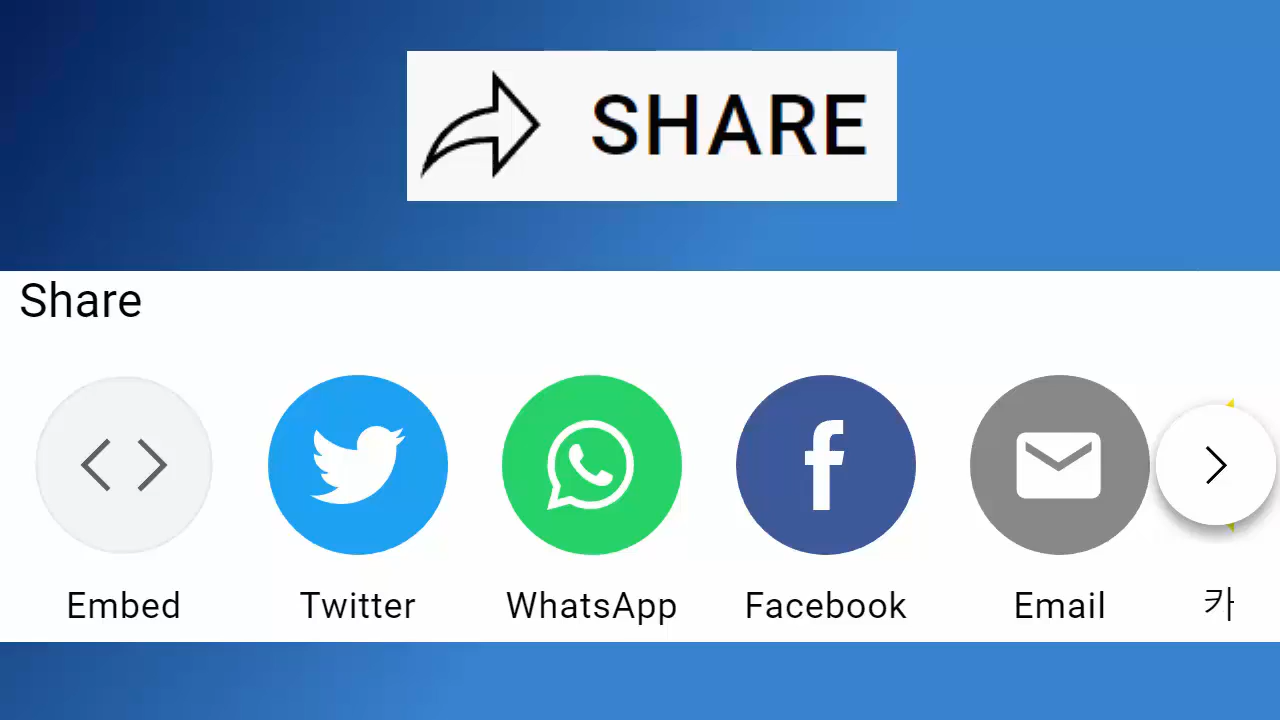 SHARE
Share
Embed
Twitter
WhatsApp
Facebook
Email
카